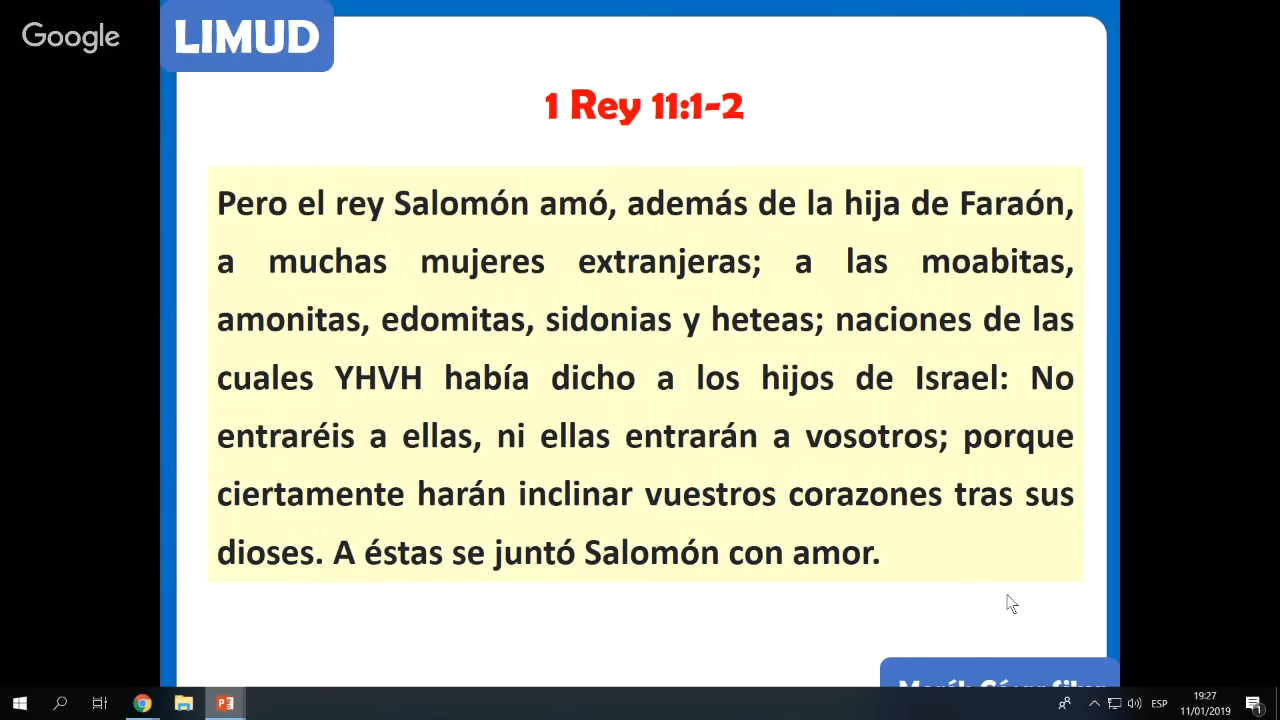 Google
LIMUD
1 Rey 11:1-2
Pero el rey Salomón amó, además de la hija de Faraón,
a muchas mujeres extranjeras; a las moabitas,
amonitas, edomitas, sidonias y heteas; naciones de las
cuales YHVH había dicho a los hijos de Israel: No
entraréis a ellas, ni ellas entrarán a vosotros; porque
ciertamente harán inclinar vuestros corazones tras sus
dioses. A éstas se juntó Salomón con amor.
ESP
19:27
11/01/2019
1